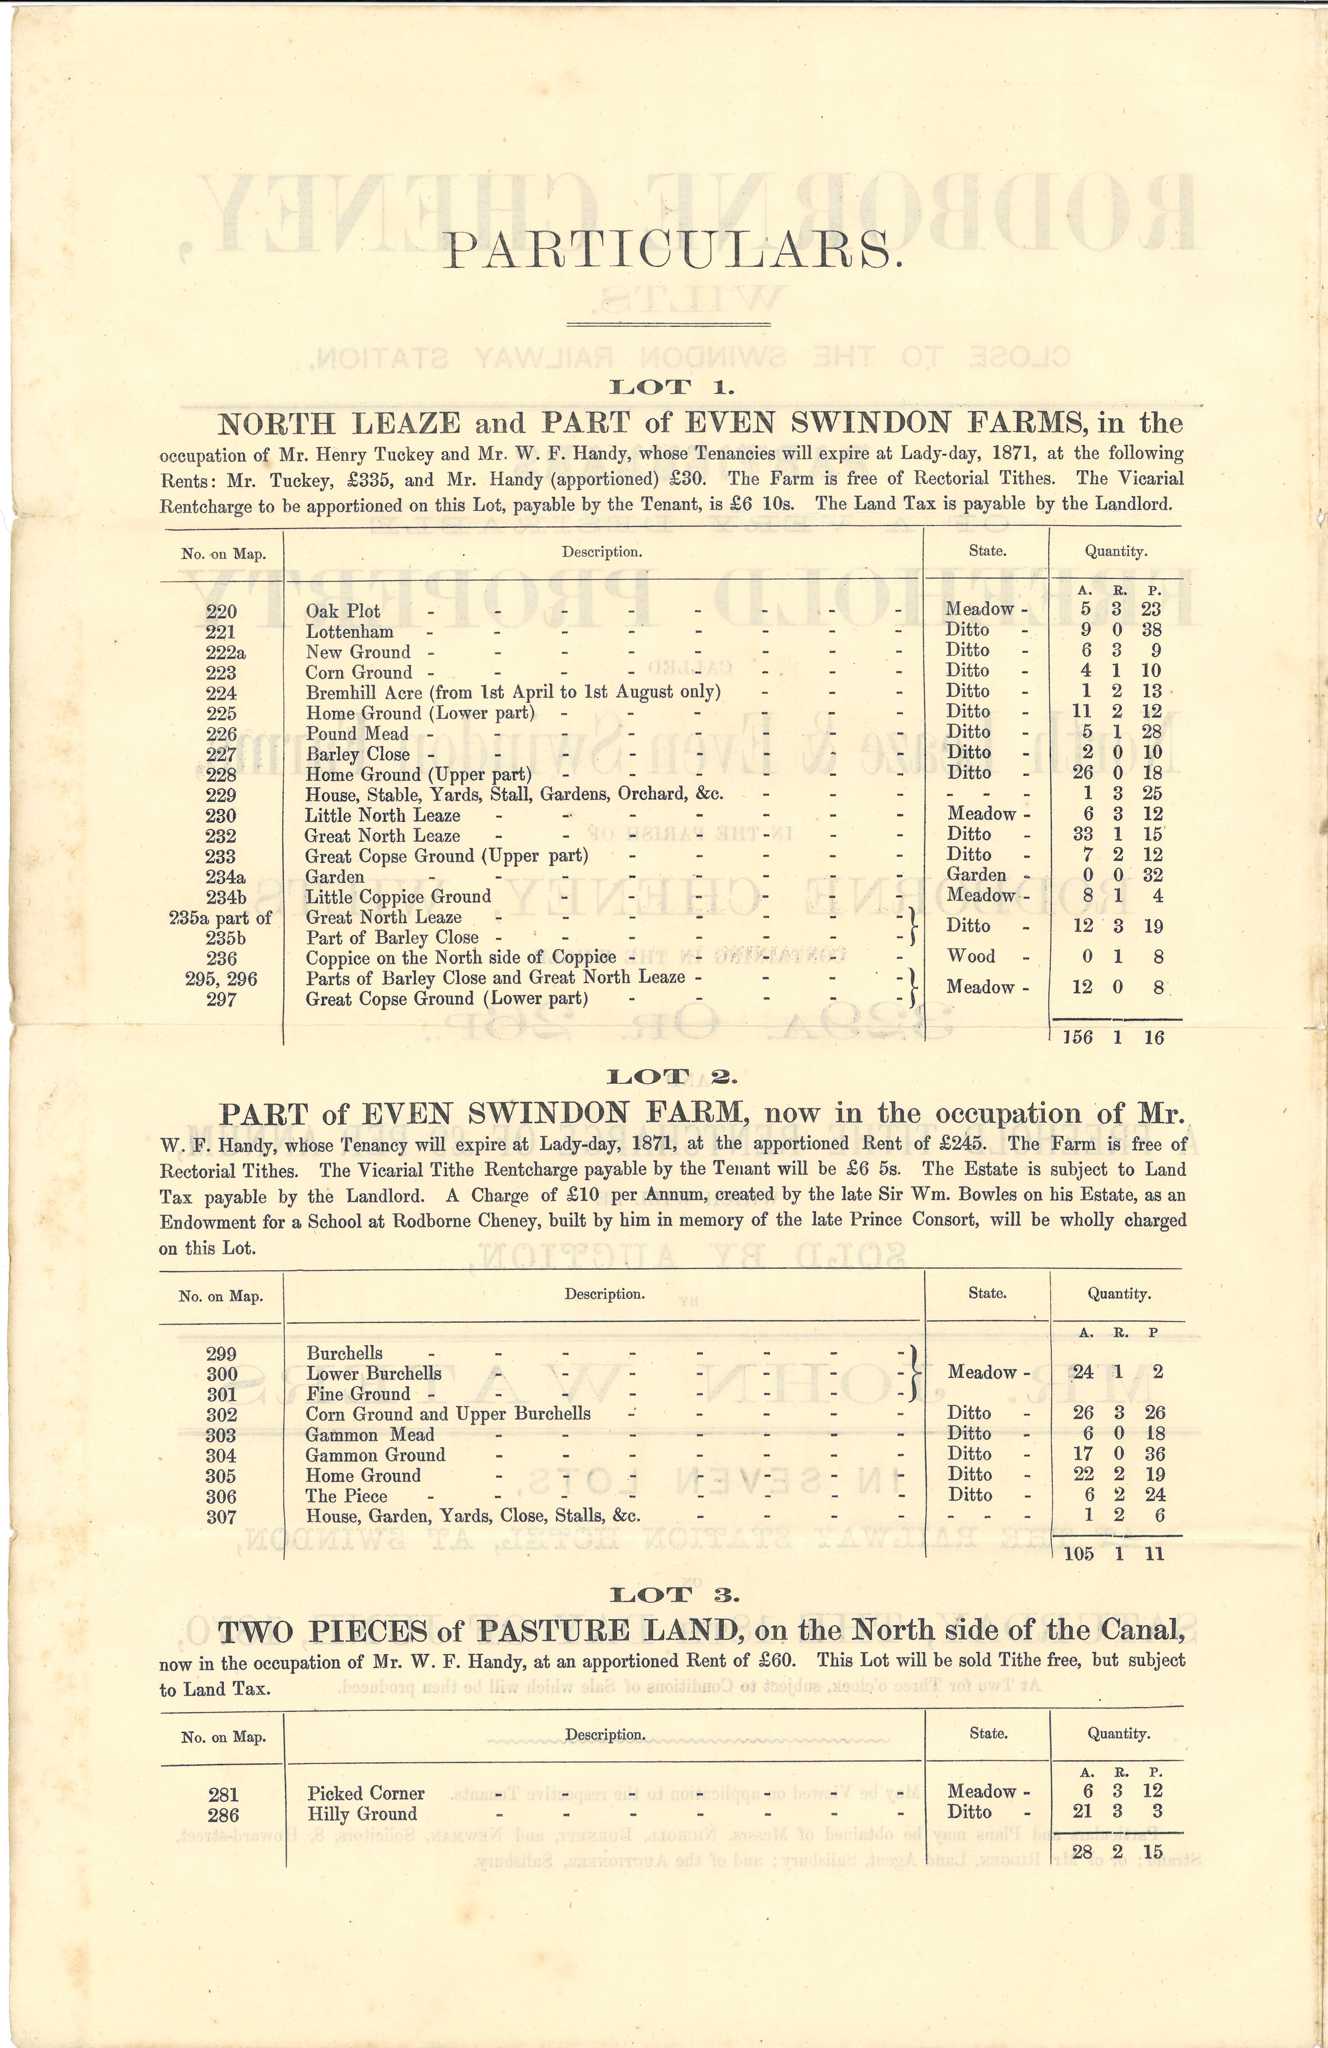 PARTICULARS.
LOT 1.
NORTH LEAZE and PART of EVEN SWINDON FARMS, in the
occupation of Mr. Henry Tuckey and Mr. W. F. Handy, whose Tenancies will expire at Lady-day, 1871, at the following
Rents: Mr. Tuckey, £335, and Mr. Handy (apportioned) £30. The Farm is free of Rectorial Tithes. The Vicarial
Rentcharge to be apportioned on this Lot, payable by the Tenant, is £6 10s. The Land Tax is payable by the Landlord.
No. on Map. Description. State. Quantity.
A. R. P.
220 Oak Plot - - - - - - - - Meadow - 5 3 23
221 Lottenham - - - - - - - - Ditto - 9 0 38
222a New Ground - - - - - - - - Ditto - 6 3 9
223 Corn Ground - - - - - - - - Ditto - 4 1 10
224 Bremhill Acre (from 1st April to 1st August only) - - - Ditto - 1 2 13
225 Home Ground (Lower part) - - - - - - Ditto - 11 2 12
226 Pound Mead - - - - - - - - Ditto - 5 1 28
227 Barley Close - - - - - - - - Ditto - 2 0 10
228 Home Ground (Upper part) - - - - - - Ditto - 26 0 18
229 House, Stable, Yards, Stall, Gardens, Orchard, &c. - - - - - - 1 3 25
230 Little North Leaze - - - - - - - Meadow - 6 3 12
232 Great North Leaze - - - - - - - Ditto - 33 1 15
233 Great Copse Ground (Upper part) - - - - - Ditto - 7 2 12
234a Garden - - - - - - - - Garden - 0 0 32
234b Little Coppice Ground - - - - - - Meadow - 8 1 4
235a part of Great North Leaze - - - - - - - }
235b Part of Barley Close - - - - - - - } Ditto - 12 3 19
236 Coppice on the North side of Coppice - - - - - Wood - 0 1 8
295, 296 Parts of Barley Close and Great North Leaze - - - - }
297 Great Copse Ground (Lower part) - - - - - } Meadow - 12 0 8
156 1 16
LOT 2.
PART of EVEN SWINDON FARM, now in the occupation of Mr.
W. F. Handy, whose Tenancy will expire at Lady-day, 1871, at the apportioned Rent of £245. The Farm is free of
Rectorial Tithes. The Vicarial Tithe Rentcharge payable by the Tenant will be £6 5s. The Estate is subject to Land
Tax payable by the Landlord. A Charge of £10 per Annum, created by the late Sir Wm. Bowles on his Estate, as an
Endowment for a School at Rodborne Cheney, built by him in memory of the late Prince Consort, will be wholly charged
on this Lot.
No. on Map. Description. State. Quantity.
A. R. P
299 Burchells - - - - - - - - }
300 Lower Burchells - - - - - - - } Meadow - 24 1 2
301 Fine Ground - - - - - - - - }
302 Corn Ground and Upper Burchells - - - - - Ditto - 26 3 26
303 Gammon Mead - - - - - - - Ditto - 6 0 18
304 Gammon Ground - - - - - - - Ditto - 17 0 36
305 Home Ground - - - - - - - Ditto - 22 2 19
306 The Piece - - - - - - - - Ditto - 6 2 24
307 House, Garden, Yards, Close, Stalls, &c. - - - - - - - 1 2 6
105 1 11
LOT 3.
TWO PIECES of PASTURE LAND, on the North side of the Canal,
now in the occupation of Mr. W. F. Handy, at an apportioned Rent of £60. This Lot will be sold Tithe free, but subject
to Land Tax.
No. on Map. Description. State. Quantity.
A. R. P.
281 Picked Corner - - - - - - - Meadow - 6 3 12
286 Hilly Ground - - - - - - - Ditto - 21 3 3
28 2 15